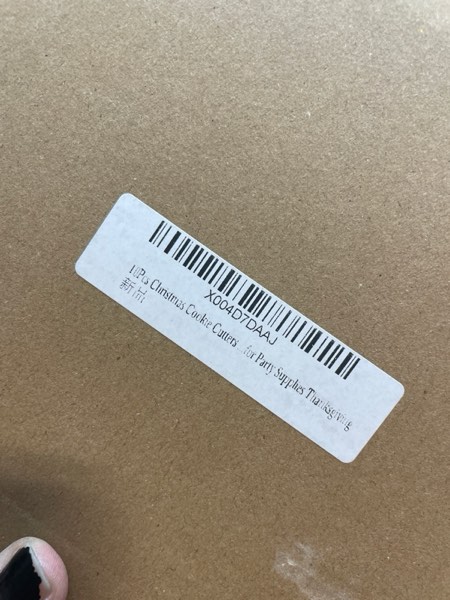 X004D7DAAJ
10Pcs Christmas Cookie Cutters...for Party Supplies Thanksgiving
新品